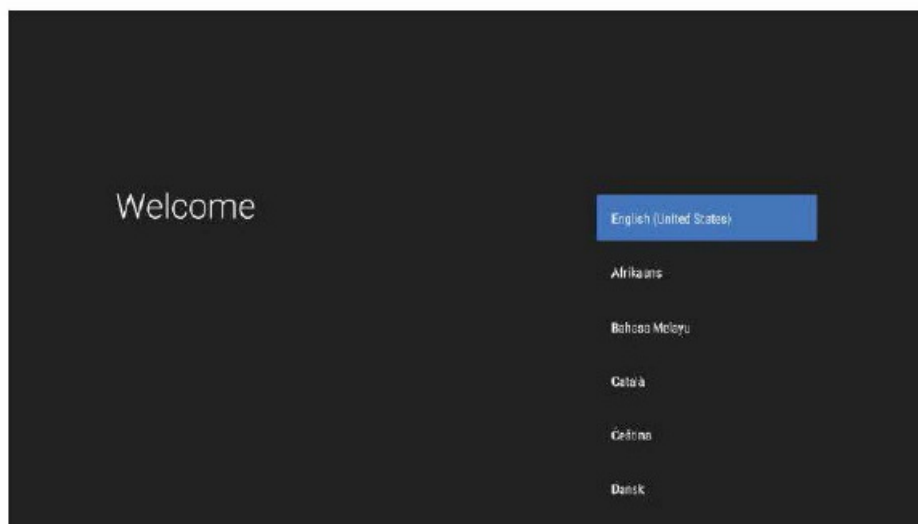 Welcome
English (United States)
Afrikaans
Bahasa Melayu
Català
Čeština
Dansk